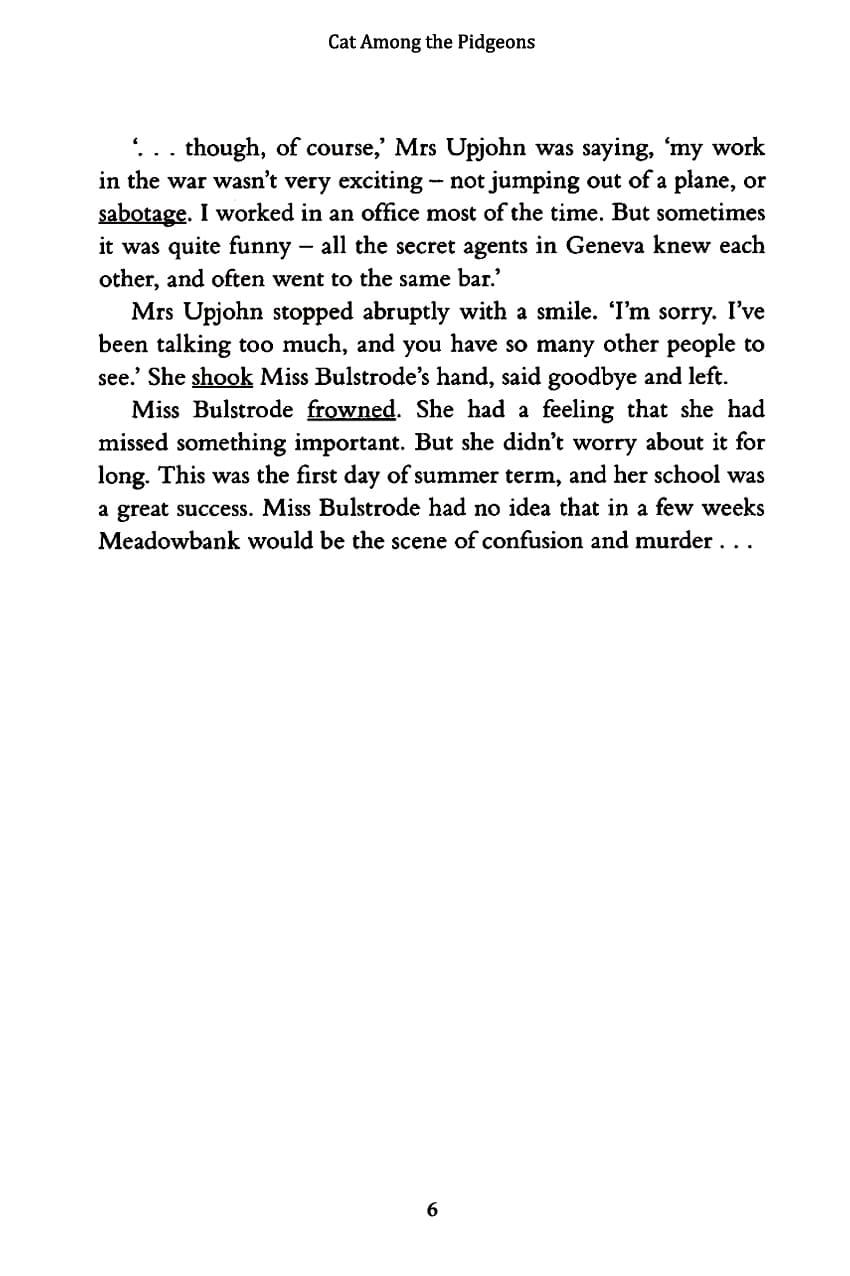 Cat Among the Pidgeons
‘. . . though, of course,’ Mrs Upjohn was saying, ‘my work
in the war wasn’t very exciting – not jumping out of a plane, or
sabotage. I worked in an office most of the time. But sometimes
it was quite funny – all the secret agents in Geneva knew each
other, and often went to the same bar.’
Mrs Upjohn stopped abruptly with a smile. ‘I’m sorry. I’ve
been talking too much, and you have so many other people to
see.’ She shook Miss Bulstrode’s hand, said goodbye and left.
Miss Bulstrode frowned. She had a feeling that she had
missed something important. But she didn’t worry about it for
long. This was the first day of summer term, and her school was
a great success. Miss Bulstrode had no idea that in a few weeks
Meadowbank would be the scene of confusion and murder . . .
6